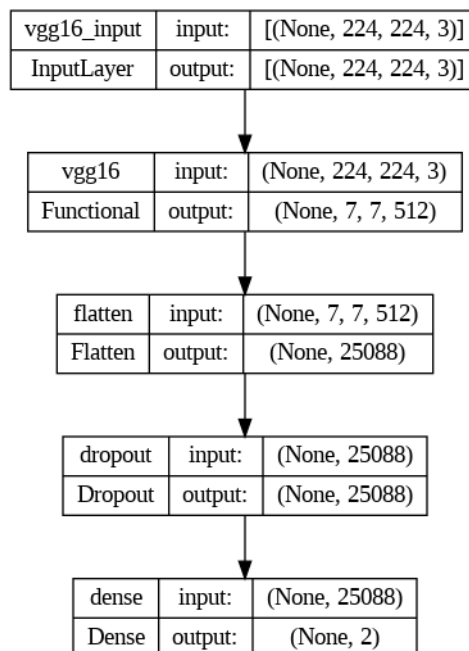 vgg16_input input: [(None, 224, 224, 3)]
InputLayer output: [(None, 224, 224, 3)]
vgg16 input: (None, 224, 224, 3)
Functional output: (None, 7, 7, 512)
flatten input: (None, 7, 7, 512)
Flatten output: (None, 25088)
dropout input: (None, 25088)
Dropout output: (None, 25088)
dense input: (None, 25088)
Dense output: (None, 2)